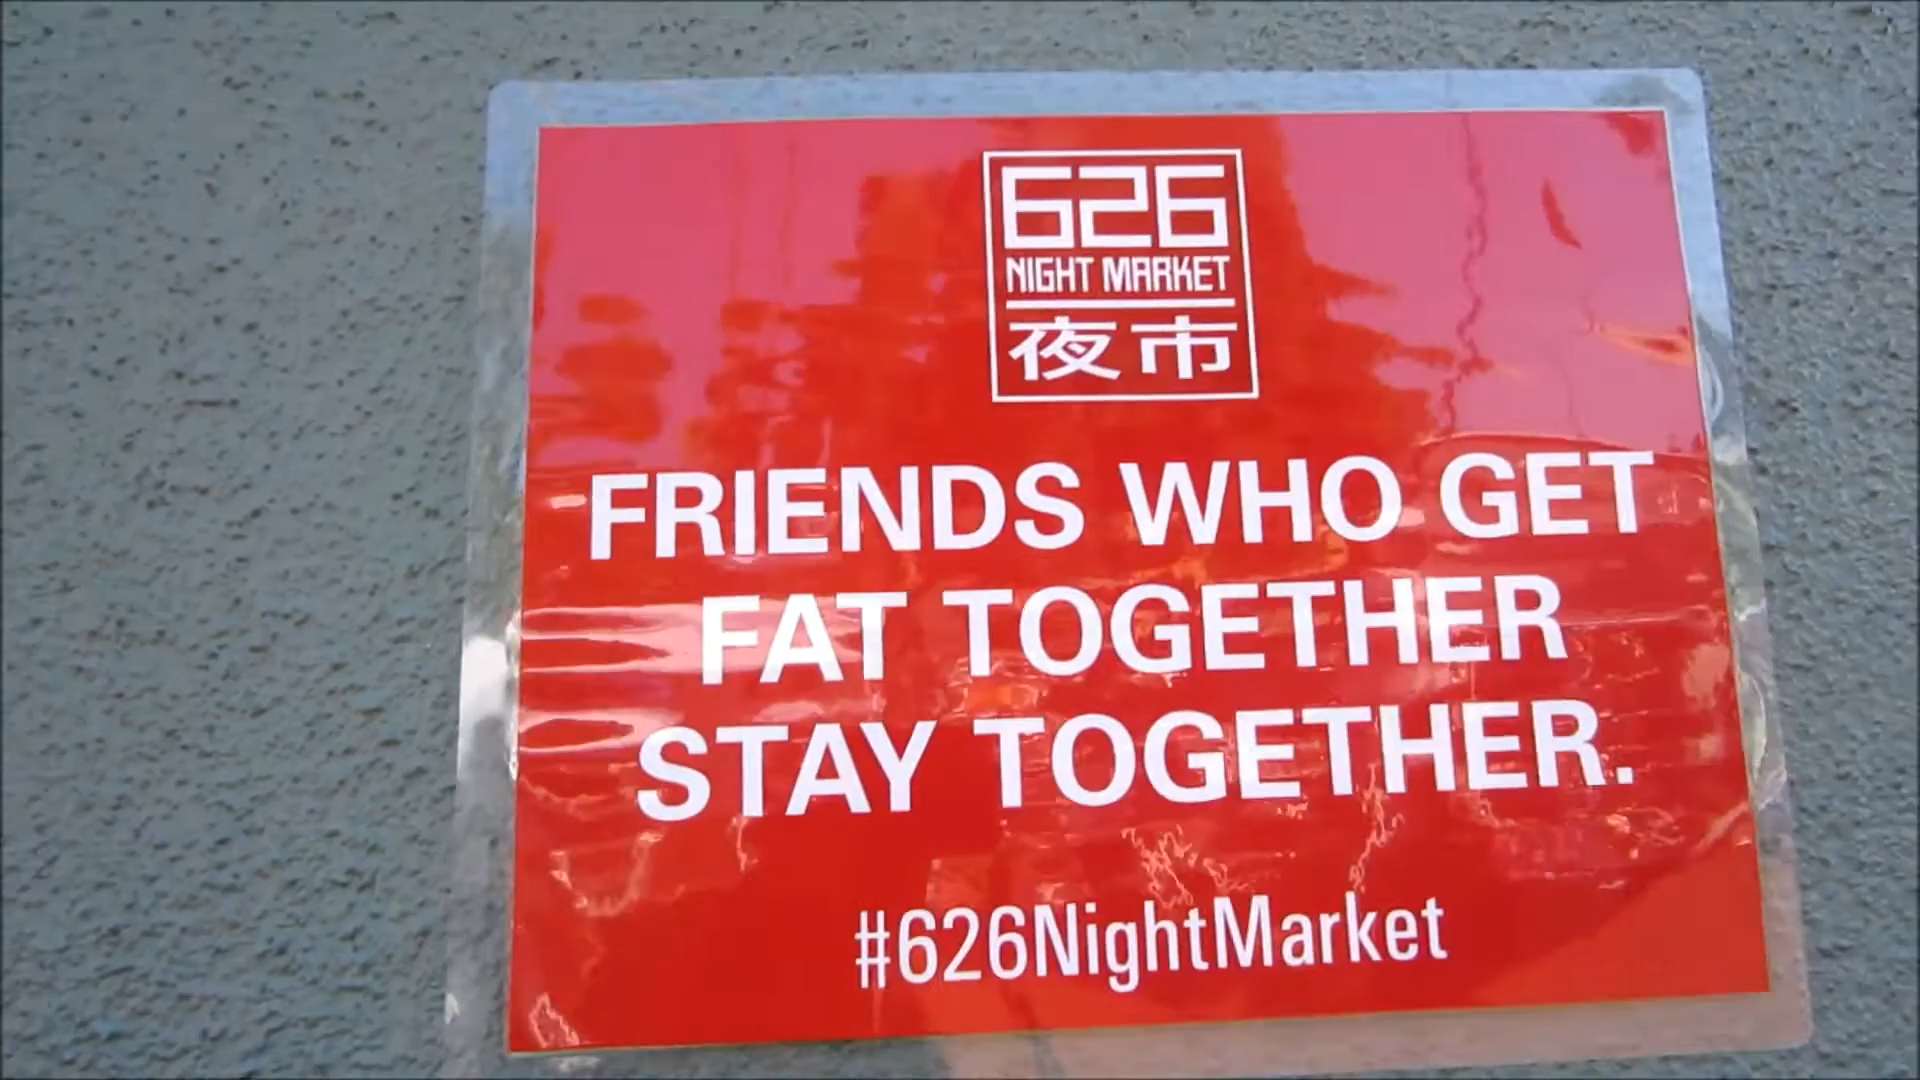 626
NIGHT MARKET
夜市
FRIENDS WHO GET
FAT TOGETHER
STAY TOGETHER.
#626NightMarket